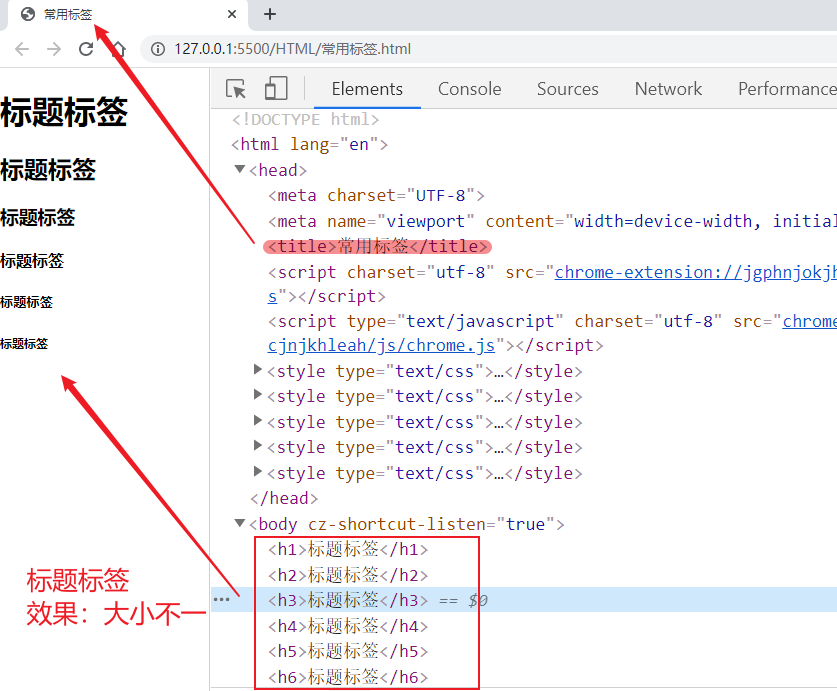 常用标签
127.0.0.1:5500/HTML/常用标签.html
标题标签
标题标签
标题标签
标题标签
标题标签
标题标签
标题标签
效果：大小不一
Elements Console Sources Network Performance
<!DOCTYPE html>
<html lang="en">
<head>
<meta charset="UTF-8">
<meta name="viewport" content="width=device-width, initial
<title>常用标签</title>
<script charset="utf-8" src="chrome-extension://jgphnjokjh
s"></script>
<script type="text/javascript" charset="utf-8" src="chrome
cjnjkhleah/js/chrome.js"></script>
<style type="text/css">…</style>
<style type="text/css">…</style>
<style type="text/css">…</style>
<style type="text/css">…</style>
<style type="text/css">…</style>
</head>
<body cz-shortcut-listen="true">
<h1>标题标签</h1>
<h2>标题标签</h2>
<h3>标题标签</h3> == $0
<h4>标题标签</h4>
<h5>标题标签</h5>
<h6>标题标签</h6>